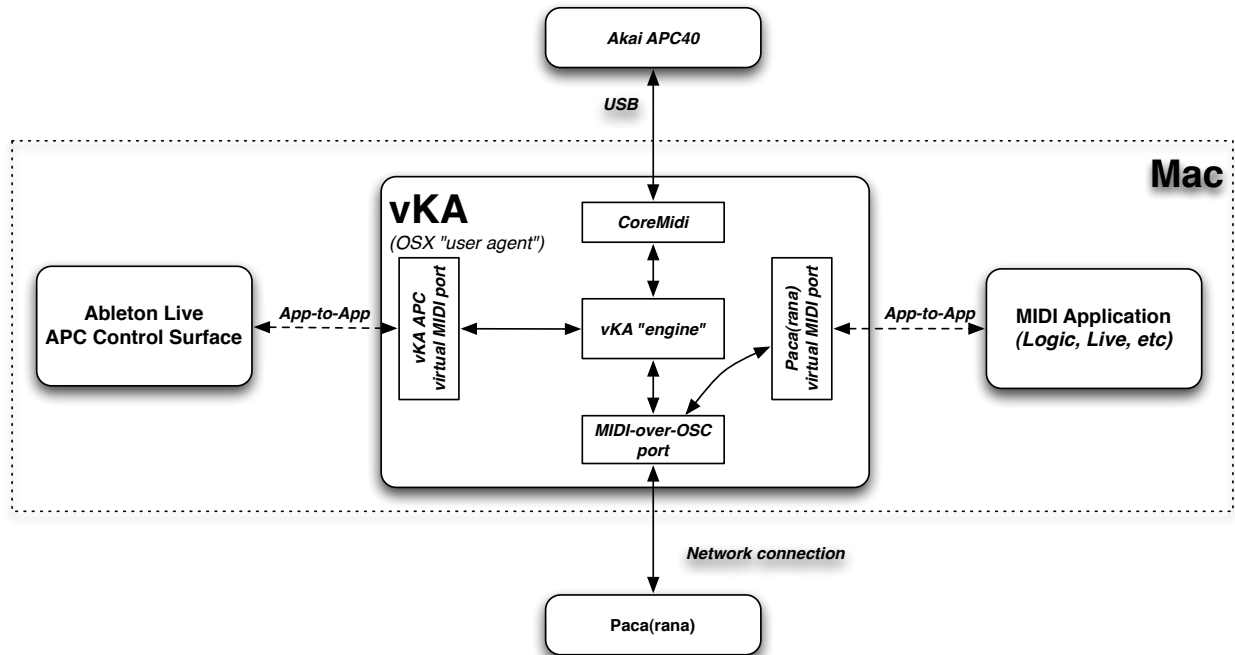 Akai APC40
USB
Mac
vKA
(OSX "user agent")
CoreMidi
Ableton Live
APC Control Surface
App-to-App
vKA APC
virtual MIDI port
vKA "engine"
Paca(rana)
virtual MIDI port
App-to-App
MIDI Application
(Logic, Live, etc)
MIDI-over-OSC
port
Network connection
Paca(rana)